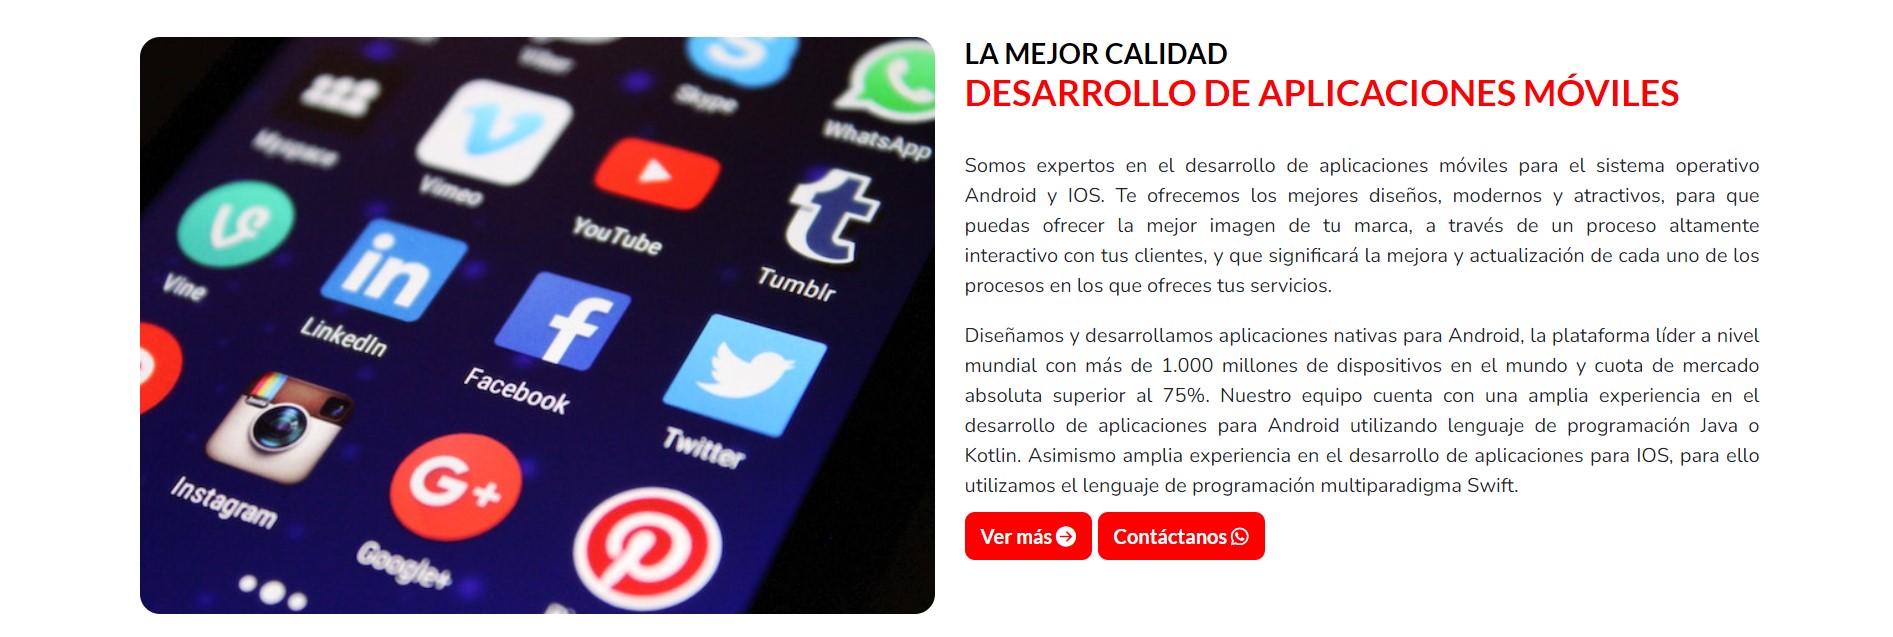 Viber
Skype
WhatsApp
Myspace
Vimeo
YouTube
Tumblr
Vine
LinkedIn
Facebook
Twitter
Instagram
Google+
LA MEJOR CALIDAD
DESARROLLO DE APLICACIONES MÓVILES
Somos expertos en el desarrollo de aplicaciones móviles para el sistema operativo
Android y IOS. Te ofrecemos los mejores diseños, modernos y atractivos, para que
puedas ofrecer la mejor imagen de tu marca, a través de un proceso altamente
interactivo con tus clientes, y que significará la mejora y actualización de cada uno de los
procesos en los que ofreces tus servicios.
Diseñamos y desarrollamos aplicaciones nativas para Android, la plataforma líder a nivel
mundial con más de 1.000 millones de dispositivos en el mundo y cuota de mercado
absoluta superior al 75%. Nuestro equipo cuenta con una amplia experiencia en el
desarrollo de aplicaciones para Android utilizando lenguaje de programación Java o
Kotlin. Asimismo amplia experiencia en el desarrollo de aplicaciones para IOS, para ello
utilizamos el lenguaje de programación multiparadigma Swift.
Ver más
Contáctanos